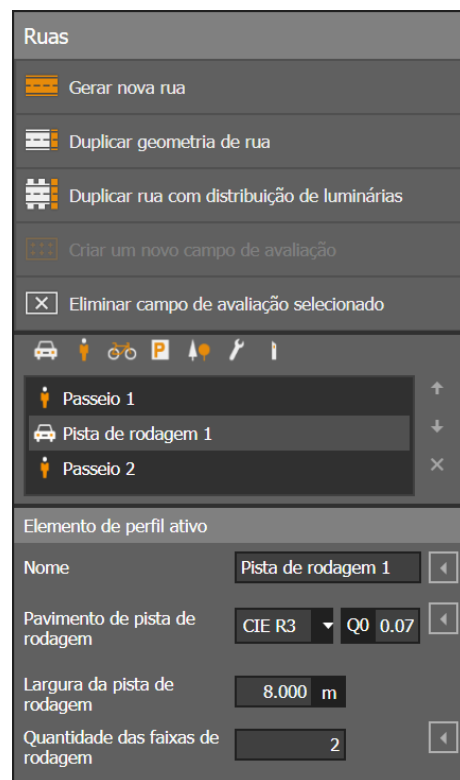 Ruas
Gerar nova rua
Duplicar geometria de rua
Duplicar rua com distribuição de luminárias
Criar um novo campo de avaliação
Eliminar campo de avaliação selecionado
P
Passeio 1
Pista de rodagem 1
Passeio 2
Elemento de perfil ativo
Nome Pista de rodagem 1
Pavimento de pista de
rodagem CIE R3 Q0 0.07
Largura da pista de
rodagem 8.000 m
Quantidade das faixas de
rodagem 2